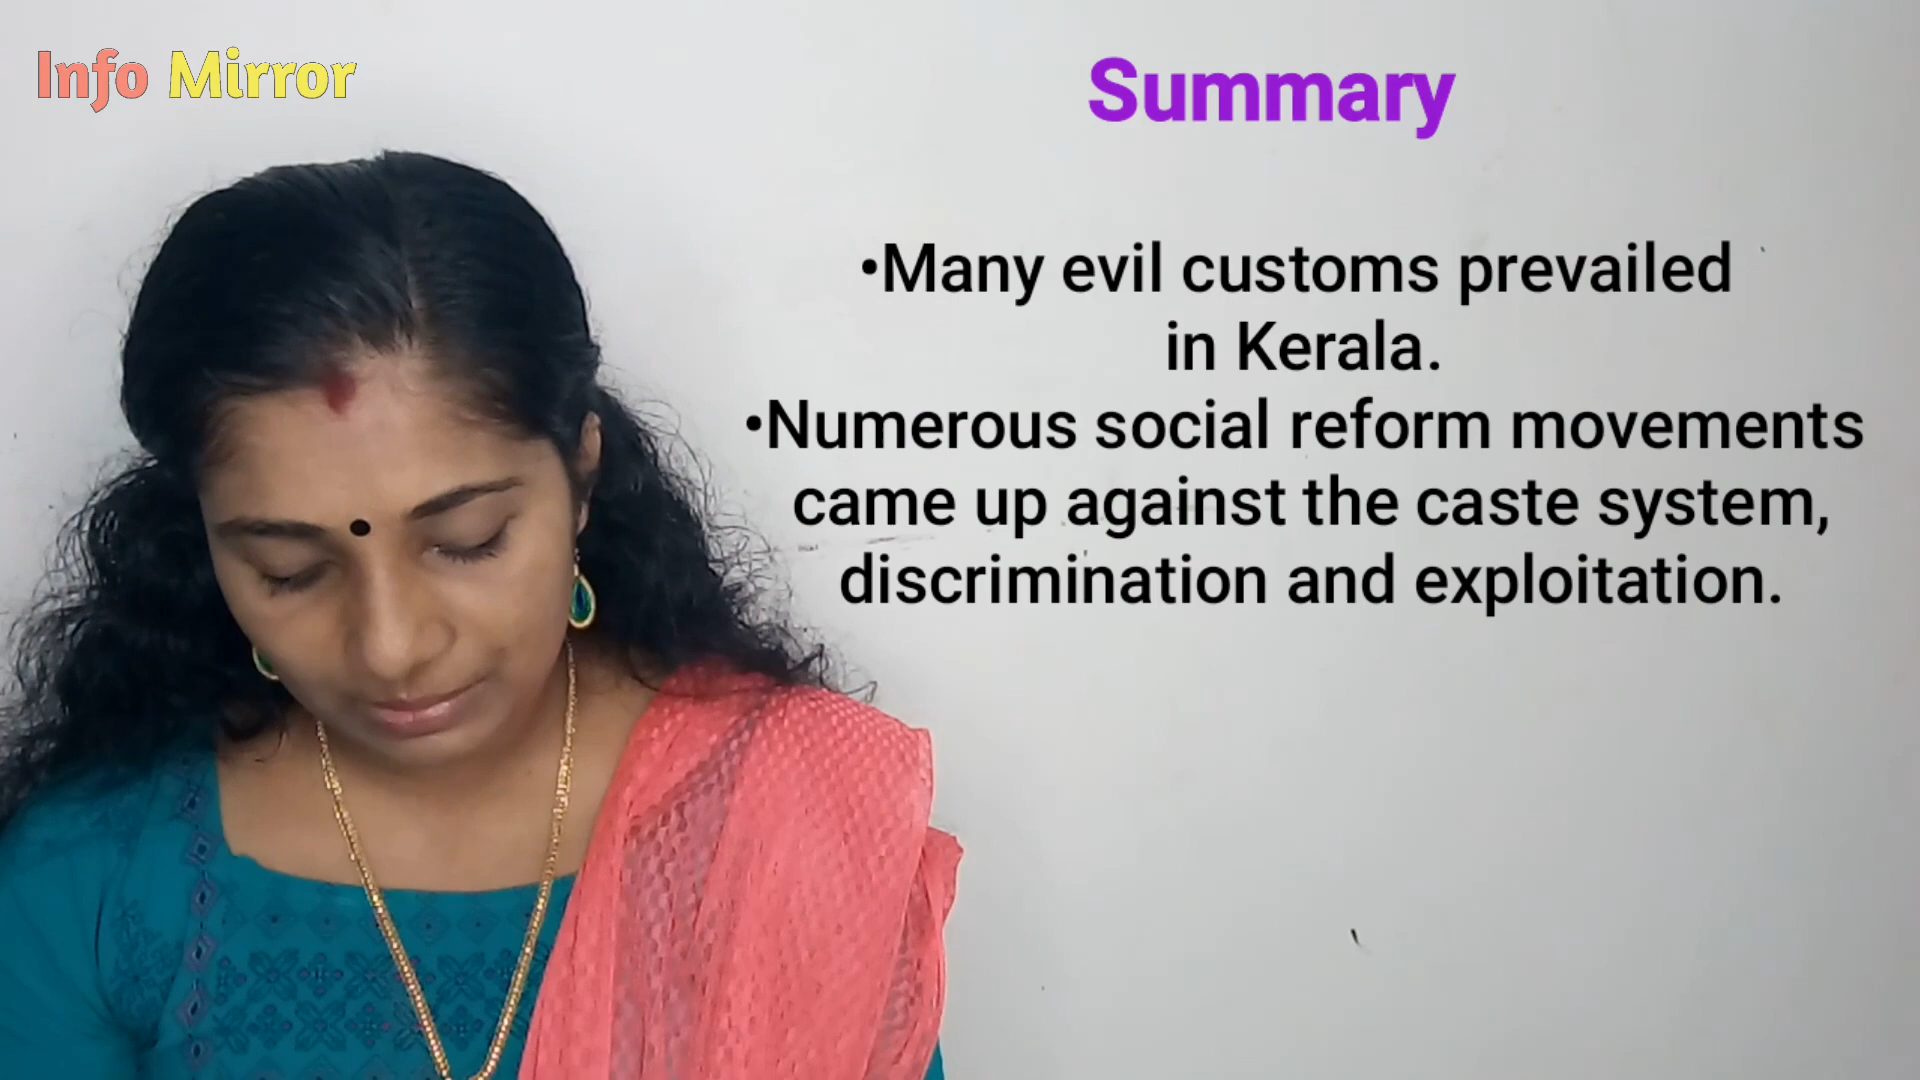 Info Mirror
Summary
•Many evil customs prevailed
in Kerala.
•Numerous social reform movements
came up against the caste system,
discrimination and exploitation.